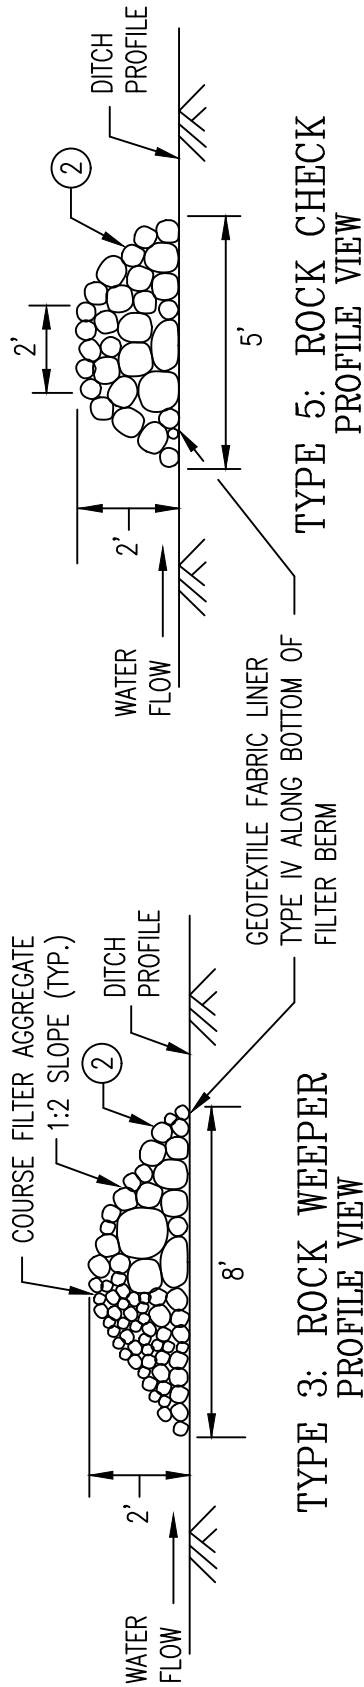 COURSE FILTER AGGREGATE
1:2 SLOPE (TYP.)
2
DITCH
PROFILE
2'
WATER
FLOW
8'
TYPE 3: ROCK WEEPER
PROFILE VIEW
GEOTEXTILE FABRIC LINER
TYPE IV ALONG BOTTOM OF
FILTER BERM
2'
2
DITCH
PROFILE
2'
WATER
FLOW
5'
TYPE 5: ROCK CHECK
PROFILE VIEW